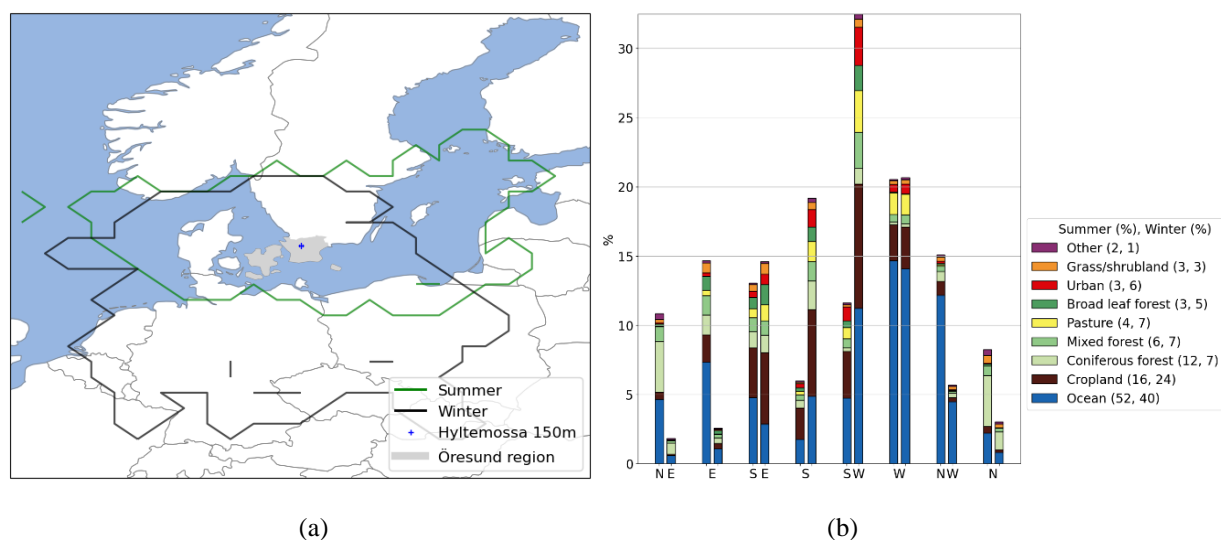 Summer
Winter
Hyltemossa 150m
Öresund region
(a)
%
30
25
20
15
10
5
0
N E
E
S E
S
S W
W
N W
N
Summer (%), Winter (%)
Other (2, 1)
Grass/shrubland (3, 3)
Urban (3, 6)
Broad leaf forest (3, 5)
Pasture (4, 7)
Mixed forest (6, 7)
Coniferous forest (12, 7)
Cropland (16, 24)
Ocean (52, 40)
(b)